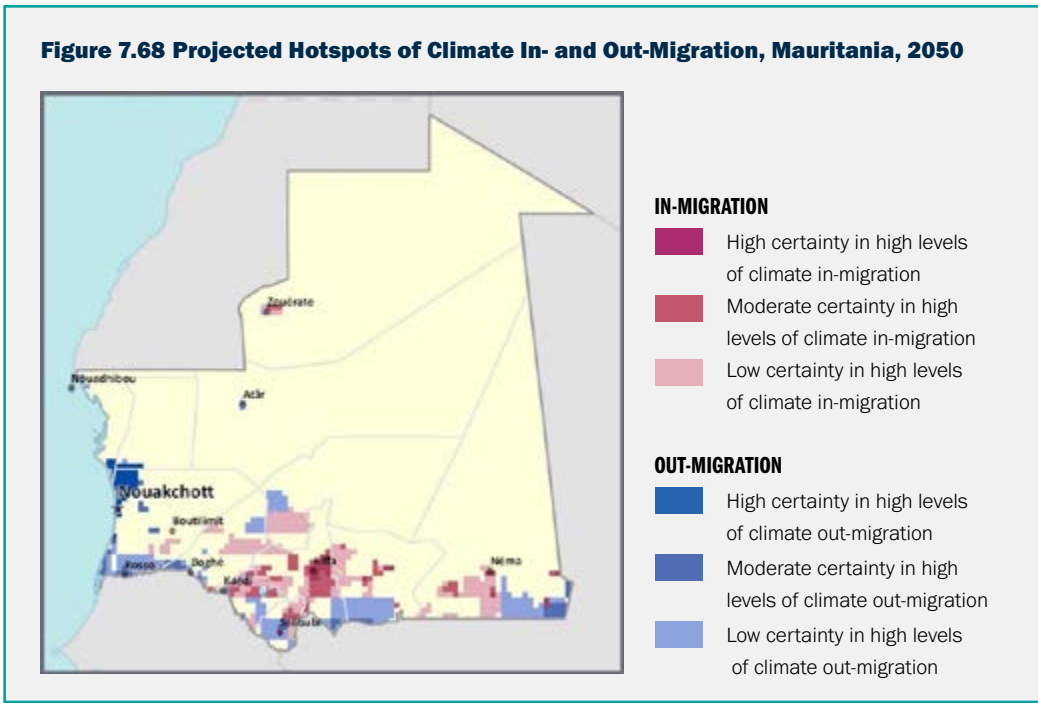 Figure 7.68 Projected Hotspots of Climate In- and Out-Migration, Mauritania, 2050
Zouérate
Nouadhibou
Atâr
Nouakchott
Boutilimit
Rosso
Boghé
Kaédi
Kiffa
Néma
Sélibabi
IN-MIGRATION
High certainty in high levels
of climate in-migration
Moderate certainty in high
levels of climate in-migration
Low certainty in high levels
of climate in-migration
OUT-MIGRATION
High certainty in high levels
of climate out-migration
Moderate certainty in high
levels of climate out-migration
Low certainty in high levels
of climate out-migration